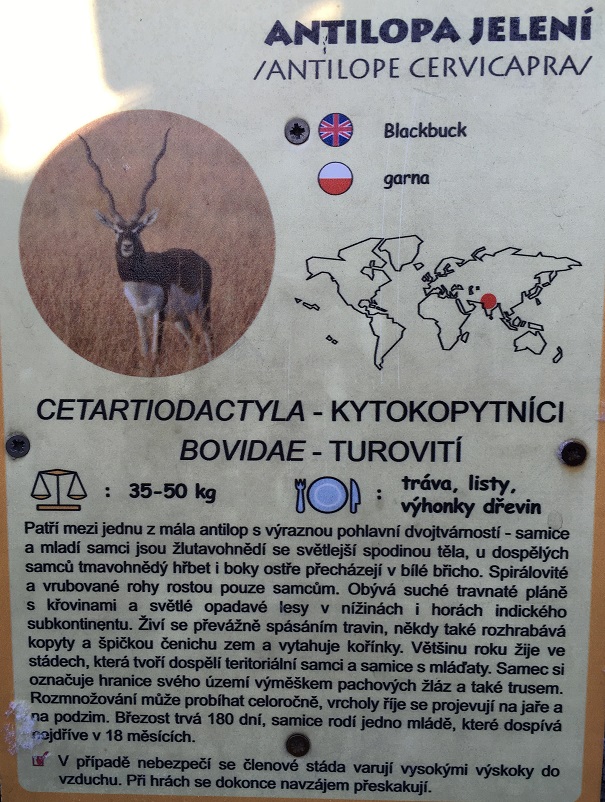 ANTILOPA JELENÍ
/ANTILOPE CERVICAPRA/
Blackbuck
garna
CETARTIODACTYLA - KYTOKOPYTNÍCI
BOVIDAE - TUROVITÍ
: 35-50 kg
: tráva, listy,
výhonky dřevin
Patří mezi jednu z mála antilop s výraznou pohlavní dvojtvárností - samice
a mladí samci jsou žlutavohnědí se světlejší spodinou těla, u dospělých
samců tmavohnědý hřbet i boky ostře přecházejí v bílé břicho. Spirálovité
a vrubované rohy rostou pouze samcům. Obývá suché travnaté pláně
s křovinami a světlé opadavé lesy v nížinách i horách indického
subkontinentu. Živí se převážně spásáním travin, někdy také rozhrabává
kopyty a špičkou čenichu zem a vytahuje kořínky. Většinu roku žije ve
stádech, která tvoří dospělí teritoriální samci a samice s mláďaty. Samec si
označuje hranice svého území výměškem pachových žláz a také trusem.
Rozmnožování může probíhat celoročně, vrcholy říje se projevují na jaře a
na podzim. Březost trvá 180 dní, samice rodí jedno mládě, které dospívá
nejdříve v 18 měsících.
V případě nebezpečí se členové stáda varují vysokými výskoky do
vzduchu. Při hrách se dokonce navzájem přeskakují.